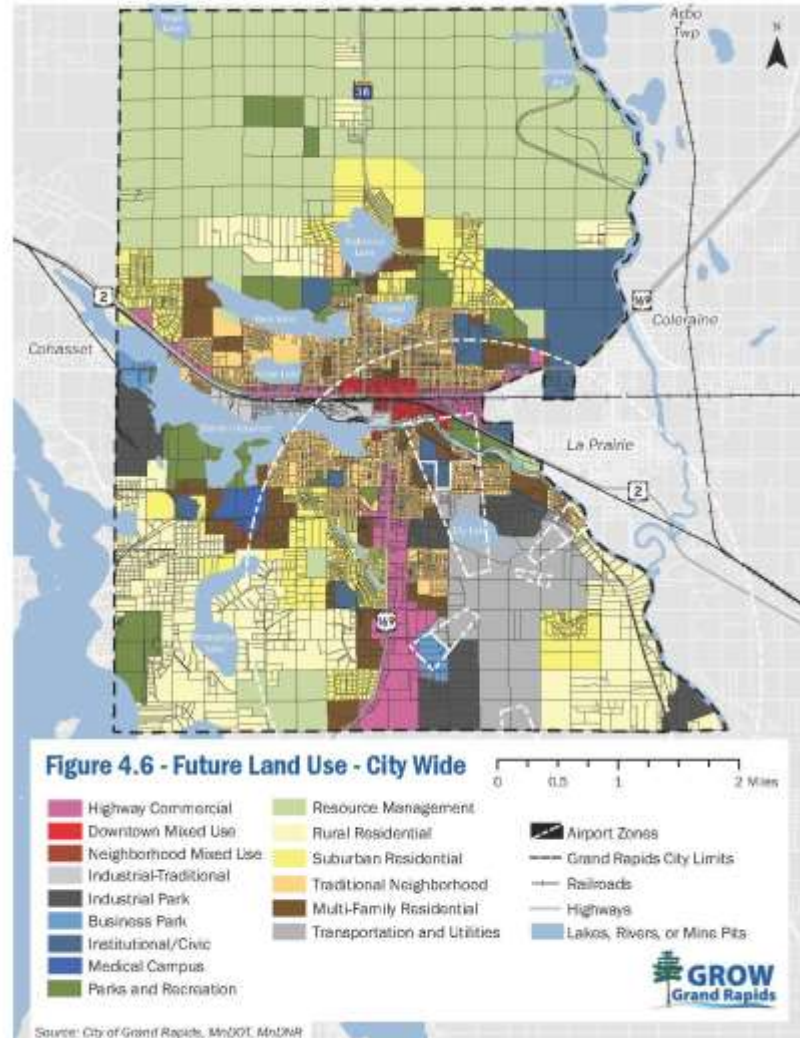 Arbo
Twp
N
38
2
169
Cohasset
Coleraine
La Prairie
2
169
Figure 4.6 - Future Land Use - City Wide
0 0.5 1 2 Miles
Highway Commercial
Downtown Mixed Use
Neighborhood Mixed Use
Industrial-Traditional
Industrial Park
Business Park
Institutional/Civic
Medical Campus
Parks and Recreation
Resource Management
Rural Residential
Suburban Residential
Traditional Neighborhood
Multi-Family Residential
Transportation and Utilities
Airport Zones
Grand Rapids City Limits
Railroads
Highways
Lakes, Rivers, or Mine Pits
GROW
Grand Rapids
Source: City of Grand Rapids, MnDOT, MnDNR